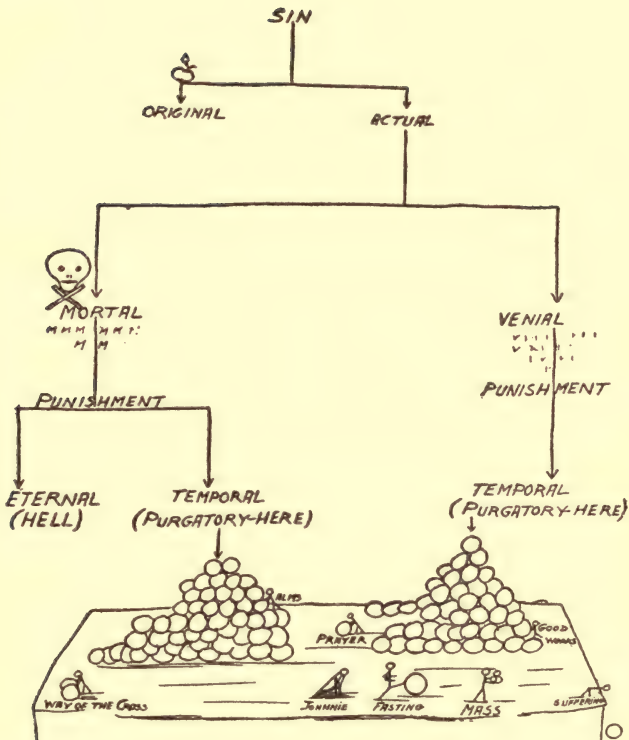 SIN
ORIGINAL
ACTUAL
MORTAL
M M M M M M
M M
VENIAL
PUNISHMENT
PUNISHMENT
ETERNAL
(HELL)
TEMPORAL
(PURGATORY-HERE)
TEMPORAL
(PURGATORY-HERE)
ALMS
PRAYER
GOOD
WORKS
WAY OF THE CROSS
JOHNNIE
FASTING
MASS
SUFFERING